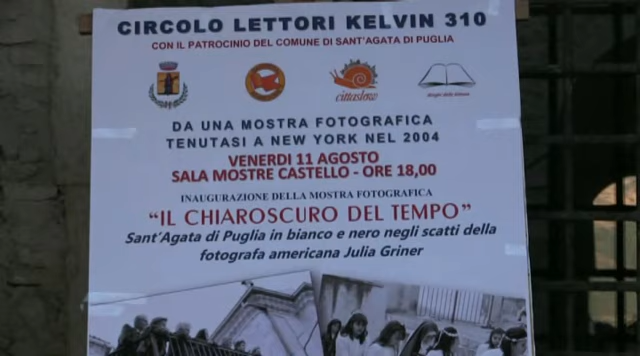 CIRCOLO LETTORI KELVIN 310
CON IL PATROCINIO DEL COMUNE DI SANT'AGATA DI PUGLIA
cittaslow
DA UNA MOSTRA FOTOGRAFICA
TENUTASI A NEW YORK NEL 2004
VENERDI 11 AGOSTO
SALA MOSTRE CASTELLO - ORE 18,00
INAUGURAZIONE DELLA MOSTRA FOTOGRAFICA
"IL CHIAROSCURO DEL TEMPO"
Sant'Agata di Puglia in bianco e nero negli scatti della
fotografa americana Julia Griner